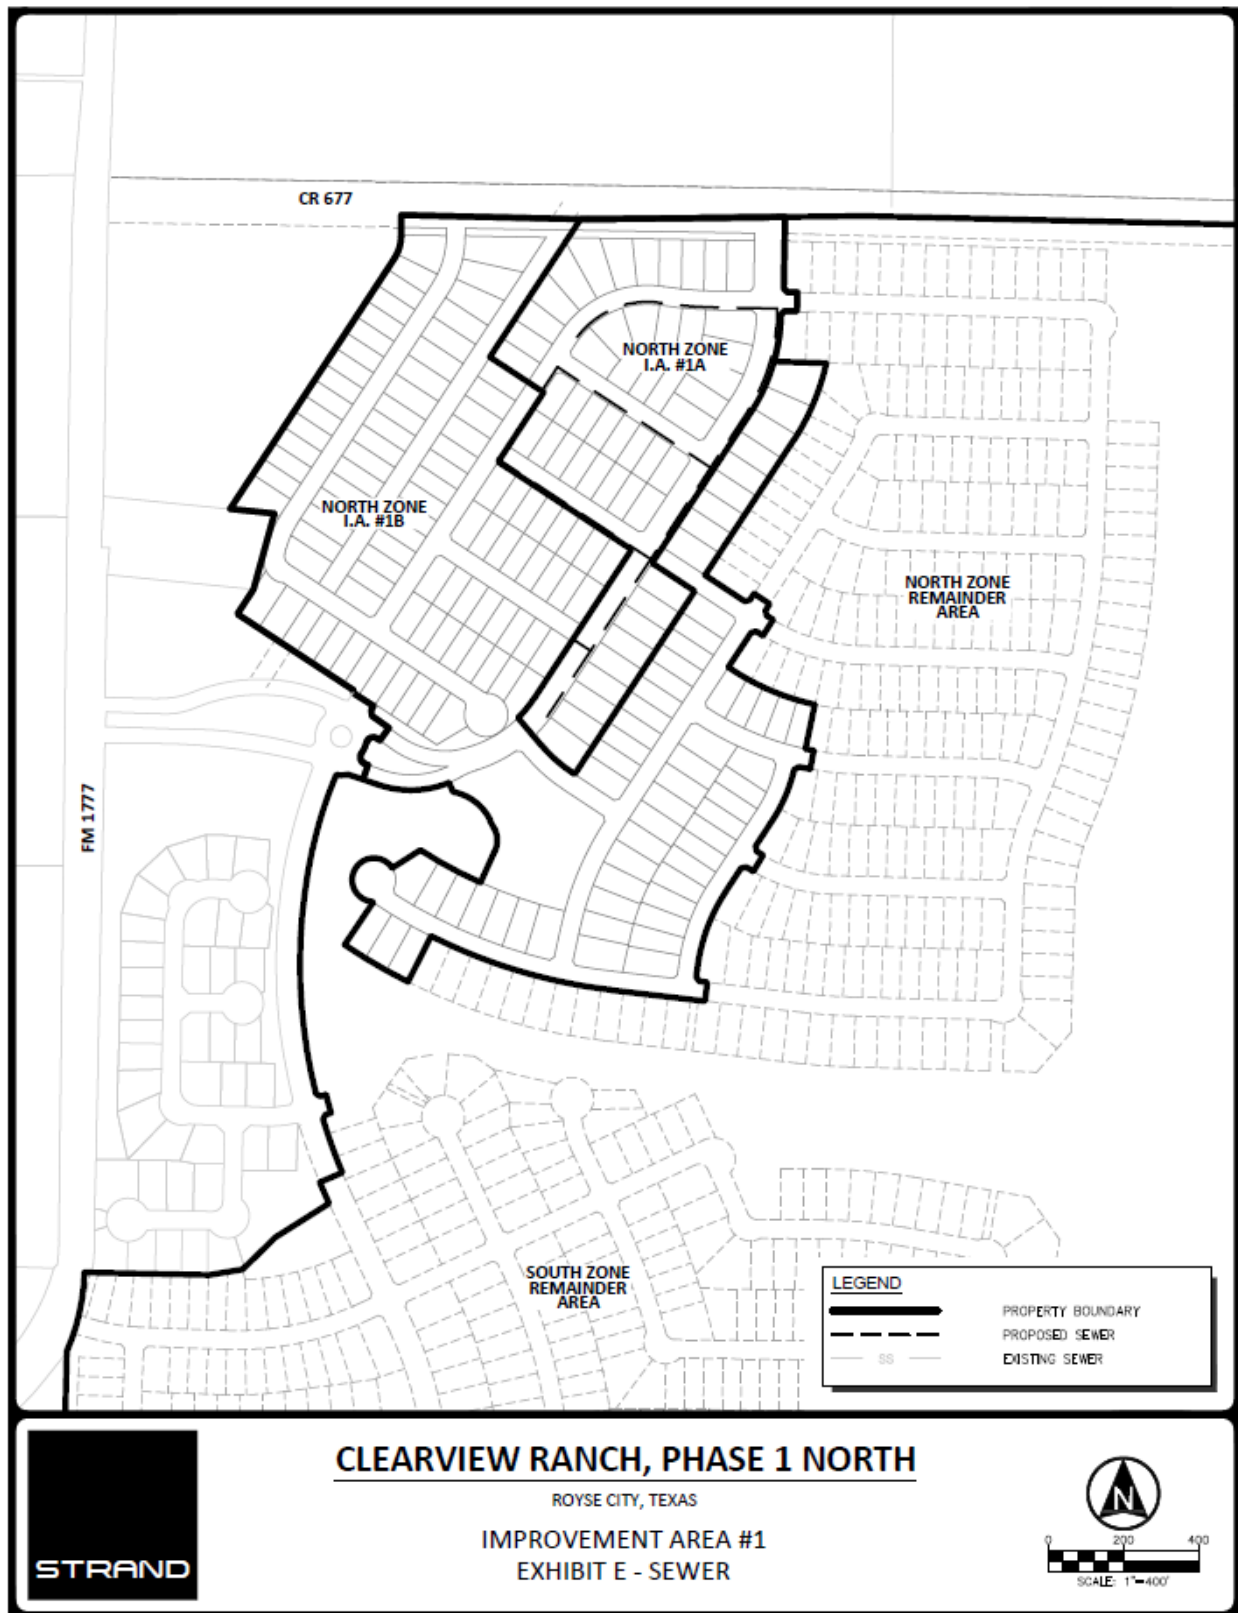 CR 677
NORTH ZONE
I.A. #1A
NORTH ZONE
I.A. #1B
NORTH ZONE
REMAINDER
AREA
FM 1777
SOUTH ZONE
REMAINDER
AREA
LEGEND
PROPERTY BOUNDARY
PROPOSED SEWER
SS EXISTING SEWER
STRAND
CLEARVIEW RANCH, PHASE 1 NORTH
ROYSE CITY, TEXAS
IMPROVEMENT AREA #1
EXHIBIT E - SEWER
N
0 200 400
SCALE: 1"=400'